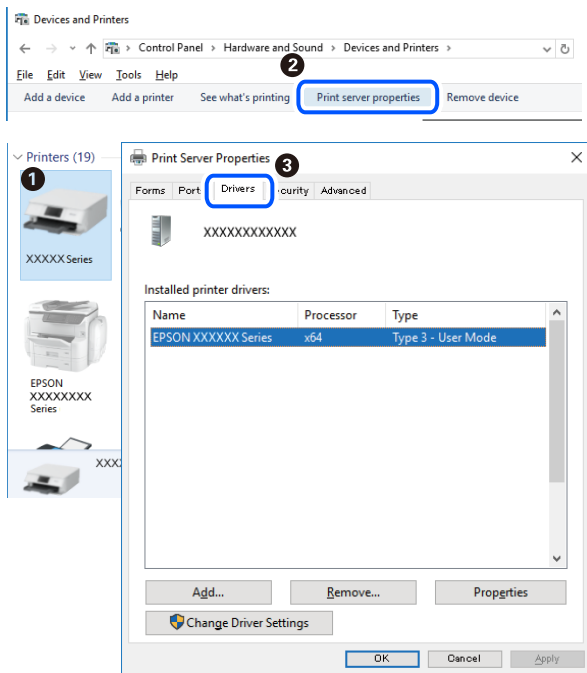 Devices and Printers
Control Panel > Hardware and Sound > Devices and Printers >
2
File Edit View Tools Help
Add a device Add a printer See what's printing Print server properties Remove device
Printers (19)
1
XXXXX Series
EPSON
XXXXXXXX
Series
XXX
Print Server Properties
3
Forms Port Drivers curity Advanced
XXXXXXXXXXXX
Installed printer drivers:
Name Processor Type
EPSON XXXXXX Series x64 Type 3 - User Mode
Add... Remove... Properties
Change Driver Settings
OK Cancel Apply